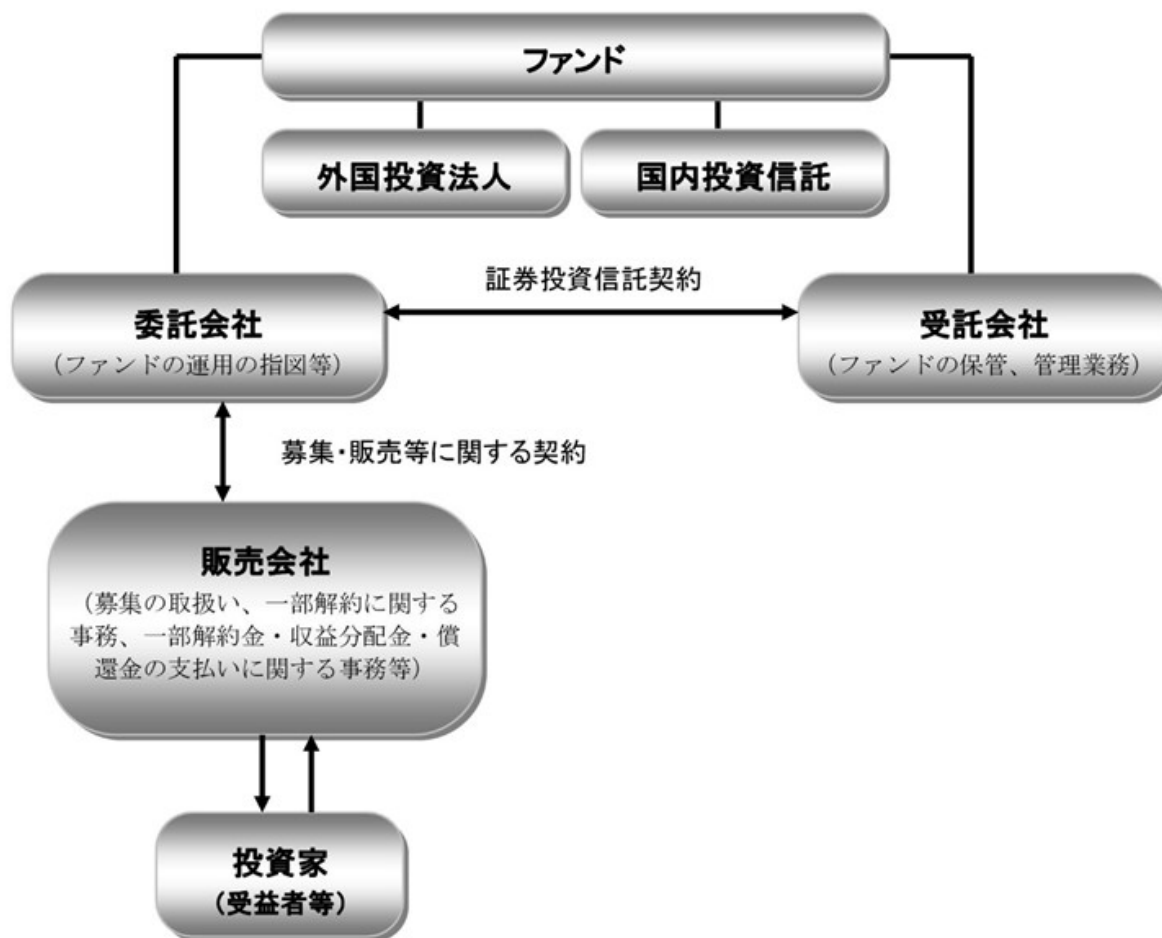 ファンド
外国投資法人
国内投資信託
証券投資信託契約
委託会社
（ファンドの運用の指図等）
受託会社
（ファンドの保管、管理業務）
募集・販売等に関する契約
販売会社
（募集の取扱い、一部解約に関する
事務、一部解約金・収益分配金・償
還金の支払いに関する事務等）
投資家
（受益者等）